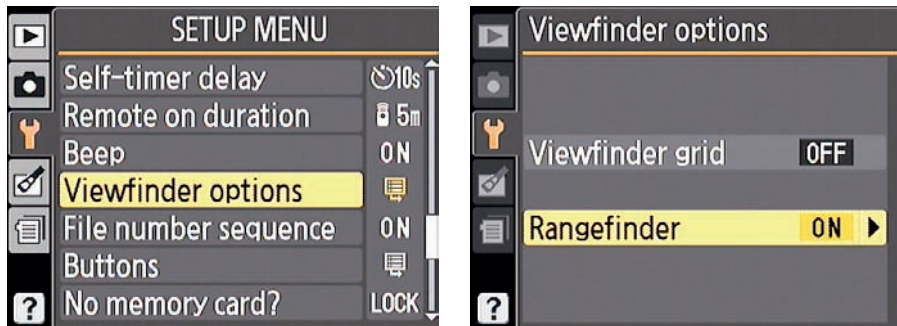 SETUP MENU
Self-timer delay 10s
Remote on duration 5m
Beep ON
Viewfinder options
File number sequence ON
Buttons
No memory card? LOCK
?
Viewfinder options
Viewfinder grid OFF
Rangefinder ON
?